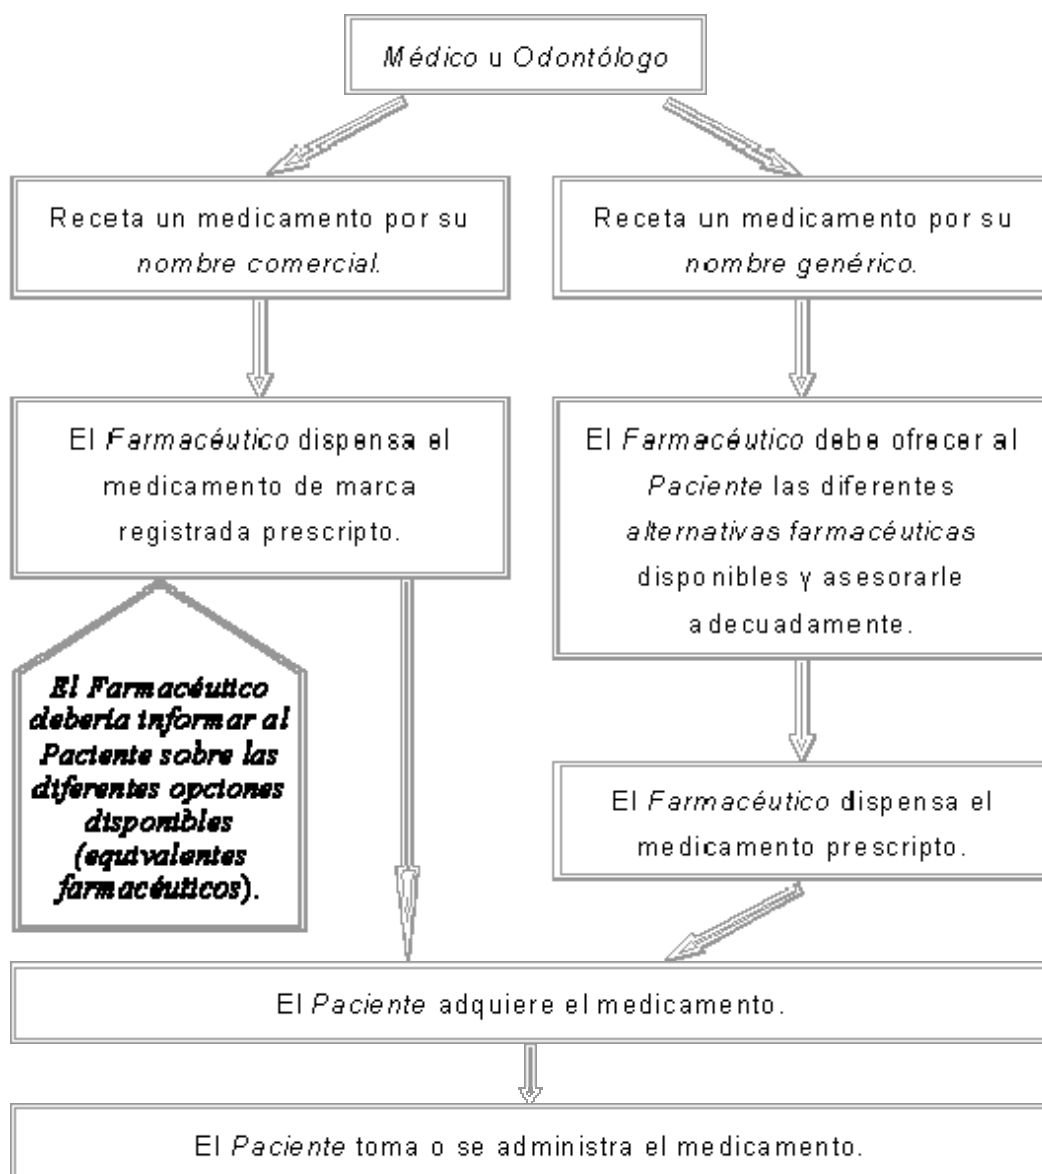 Médico u Odontólogo
Receta un medicamento por su
nombre comercial.
Receta un medicamento por su
nombre genérico.
El Farmacéutico dispensa el
medicamento de marca
registrada prescripto.
El Farmacéutico debe ofrecer al
Paciente las diferentes
alternativas farmacéuticas
disponibles y asesorarle
adecuadamente.
El Farmacéutico
debería informar al
Paciente sobre las
diferentes opciones
disponibles
(equivalentes
farmacéuticos).
El Farmacéutico dispensa el
medicamento prescripto.
El Paciente adquiere el medicamento.
El Paciente toma o se administra el medicamento.